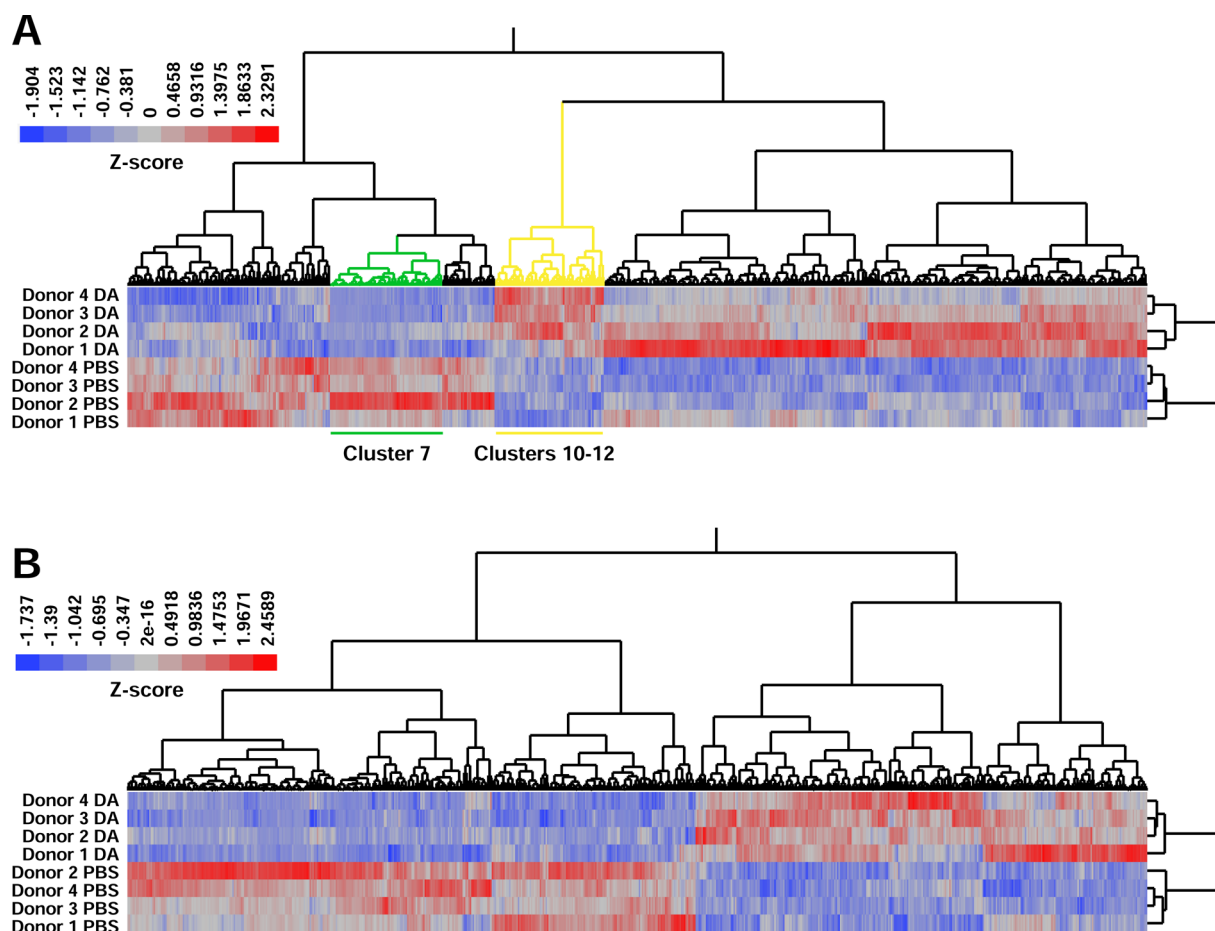 A
-1.904 -1.523 -1.142 -0.762 -0.381 0 0.4658 0.9316 1.3975 1.8633 2.3291
Z-score
Donor 4 DA
Donor 3 DA
Donor 2 DA
Donor 1 DA
Donor 4 PBS
Donor 3 PBS
Donor 2 PBS
Donor 1 PBS
Cluster 7 Clusters 10-12
B
-1.737 -1.39 -1.042 -0.695 -0.347 2e-16 0.4918 0.9836 1.4753 1.9671 2.4589
Z-score
Donor 4 DA
Donor 3 DA
Donor 2 DA
Donor 1 DA
Donor 2 PBS
Donor 4 PBS
Donor 3 PBS
Donor 1 PBS